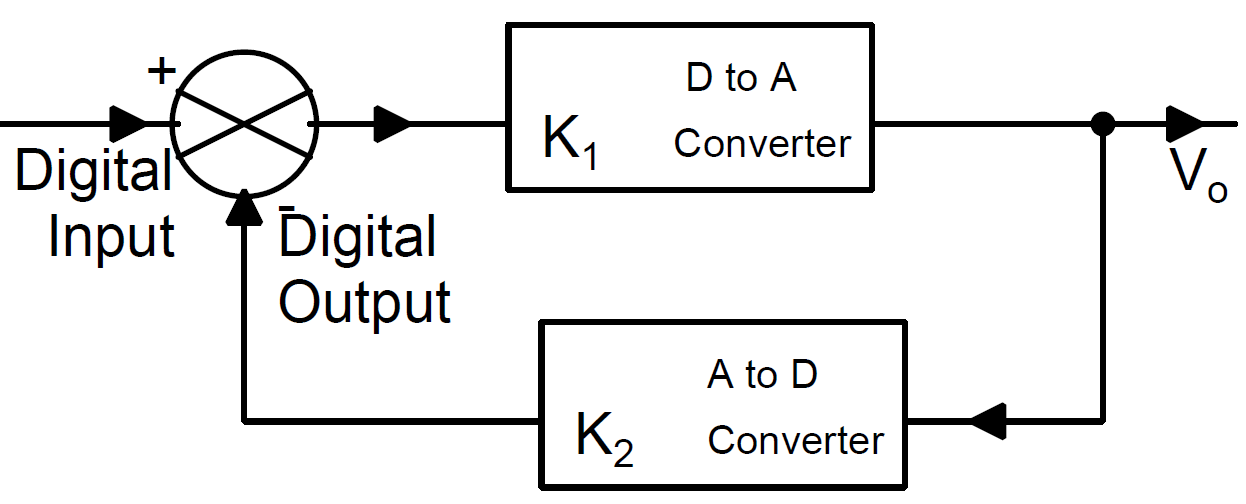 +
D to A
K1 Converter
Digital
Input
-
Digital
Output
Vo
A to D
K2 Converter